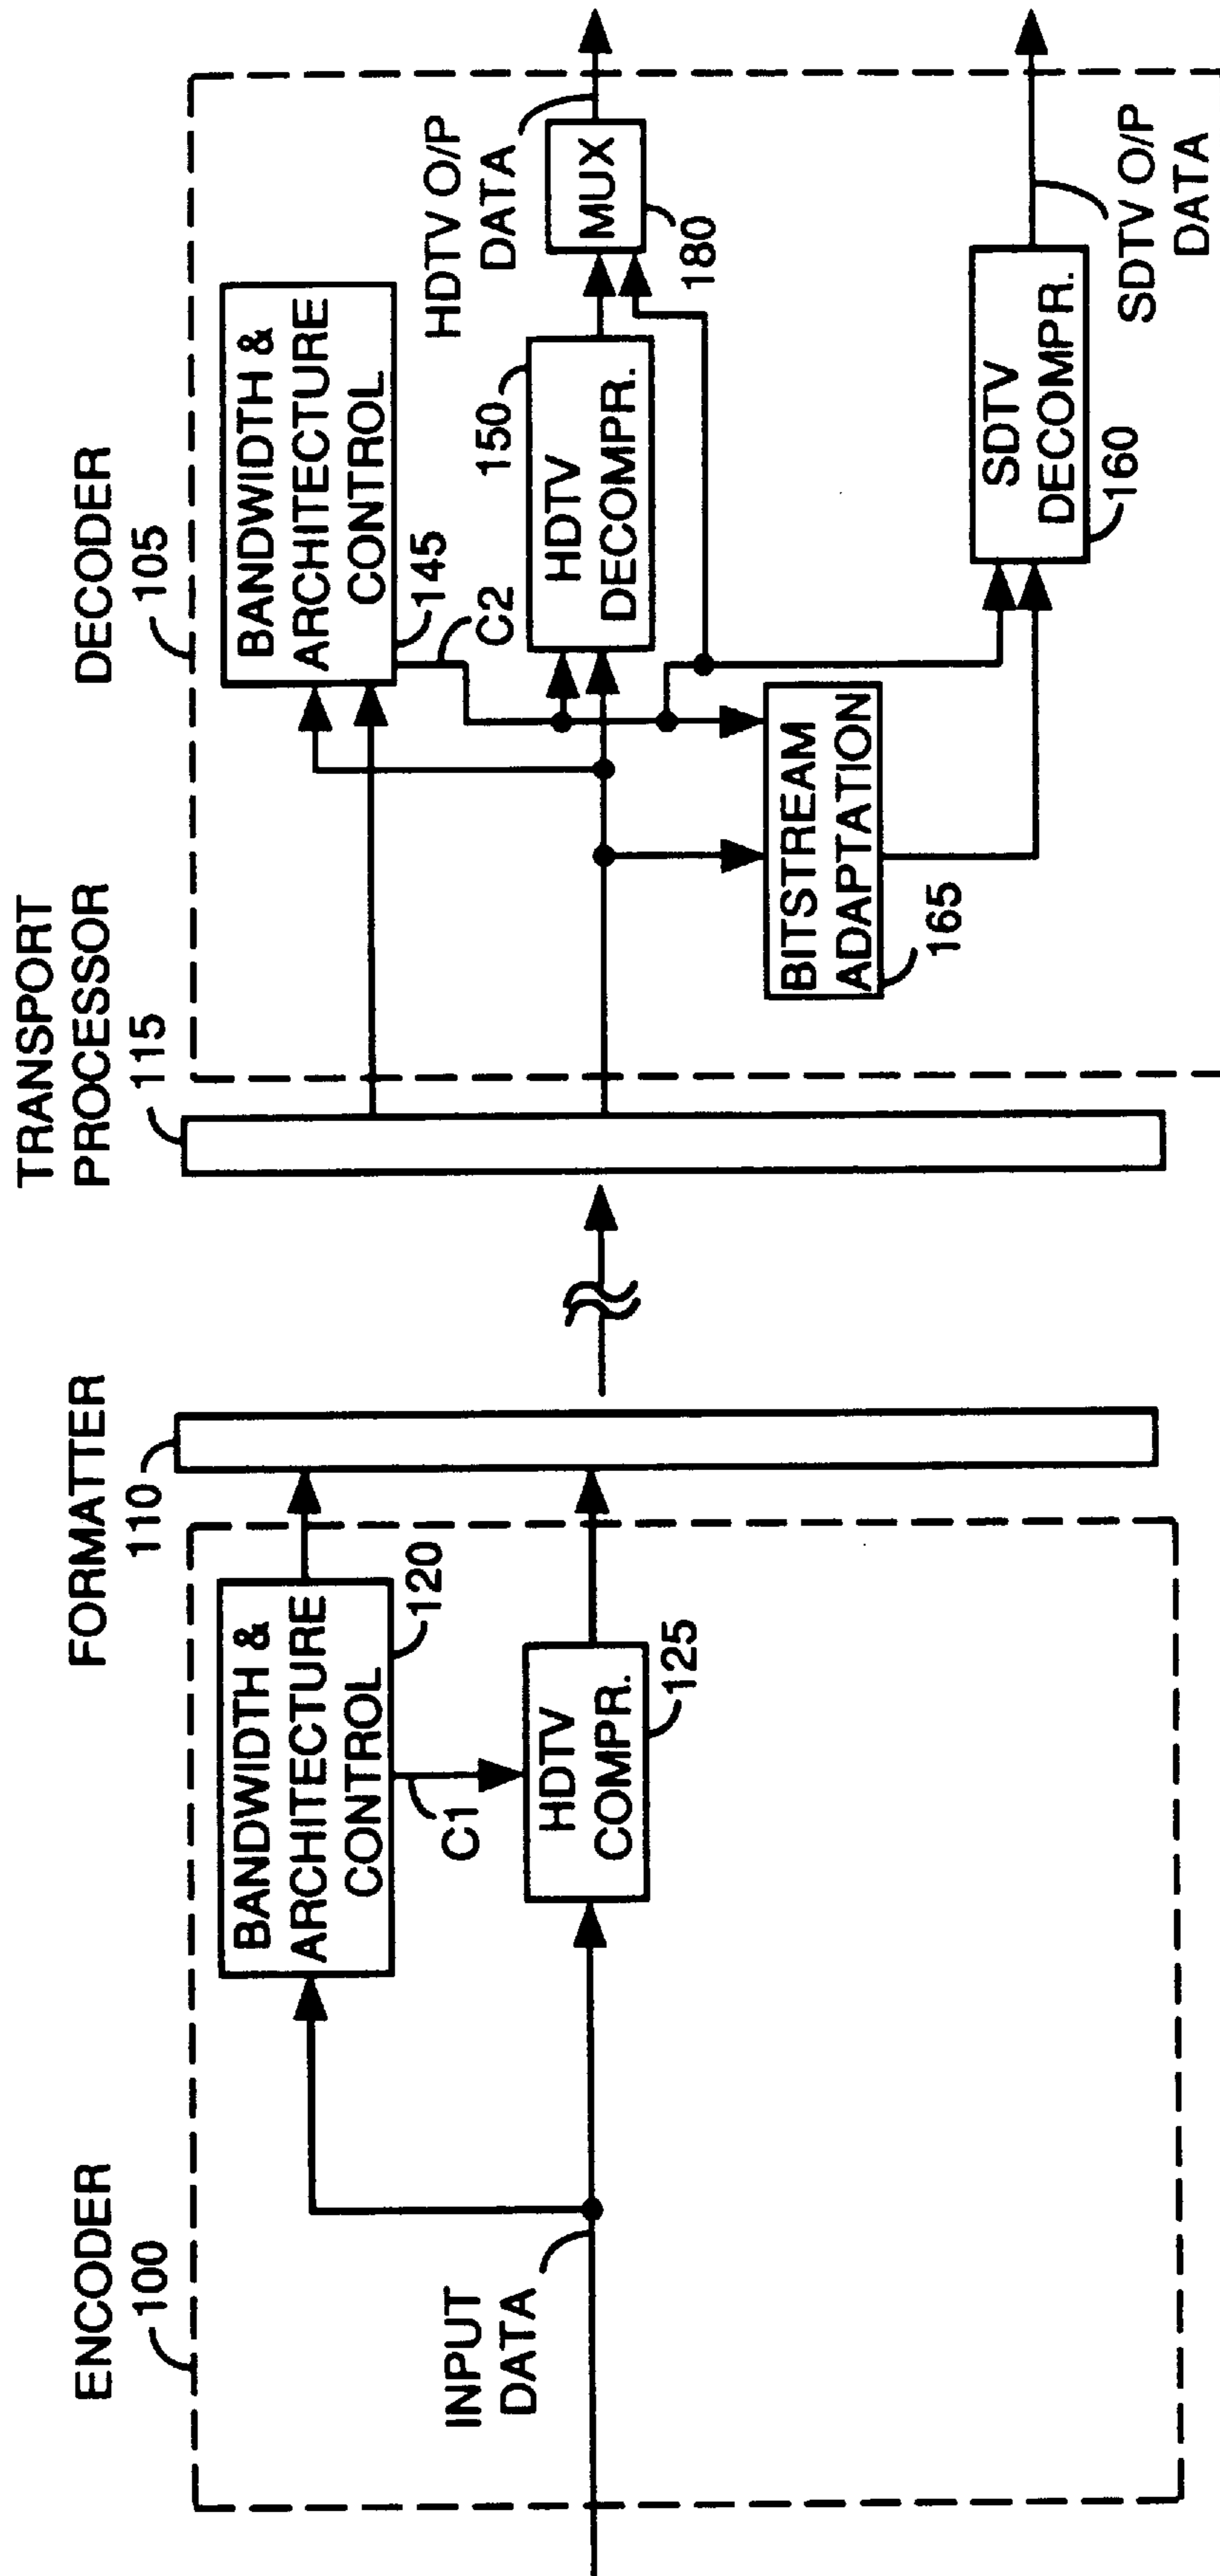 ENCODER
100
INPUT
DATA
BANDWIDTH &
ARCHITECTURE
CONTROL
120
C1
HDTV
COMPR.
125
FORMATTER
110
TRANSPORT
PROCESSOR
115
DECODER
105
BANDWIDTH &
ARCHITECTURE
CONTROL
145
C2
150
HDTV
DECOMPR.
HDTV O/P
DATA
MUX
180
BITSTREAM
ADAPTATION
165
SDTV
DECOMPR.
160
SDTV O/P
DATA